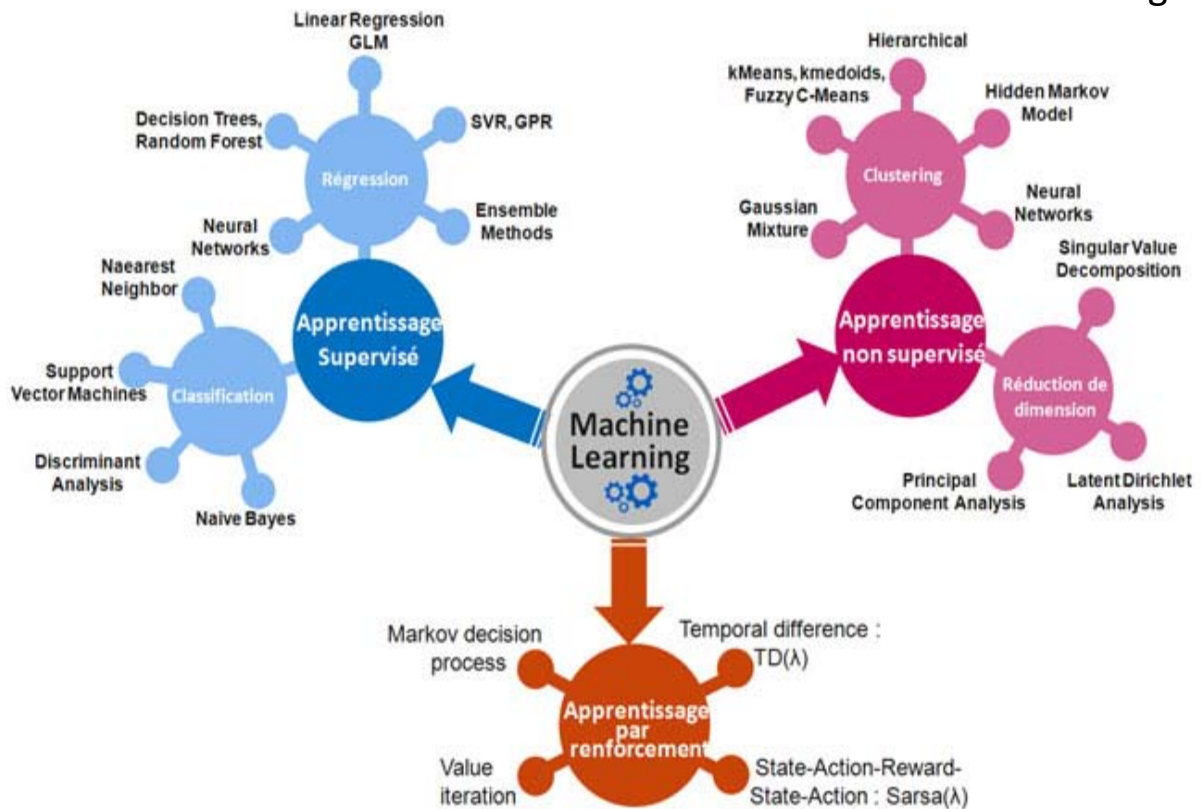 Linear Regression
GLM
Decision Trees,
Random Forest
SVR, GPR
Régression
Neural
Networks
Ensemble
Methods
Naearest
Neighbor
Support
Vector Machines
Classification
Discriminant
Analysis
Naive Bayes
Apprentissage
Supervisé
Machine
Learning
Hierarchical
kMeans, kmedoids,
Fuzzy C-Means
Hidden Markov
Model
Clustering
Gaussian
Mixture
Neural
Networks
Singular Value
Decomposition
Apprentissage
non supervisé
Réduction de
dimension
Principal
Component Analysis
Latent Dirichlet
Analysis
Markov decision
process
Temporal difference :
TD(λ)
Apprentissage
par
renforcement
Value
iteration
State-Action-Reward-
State-Action : Sarsa(λ)